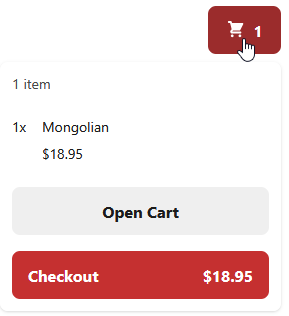 1
1 item
1x Mongolian
$18.95
Open Cart
Checkout $18.95